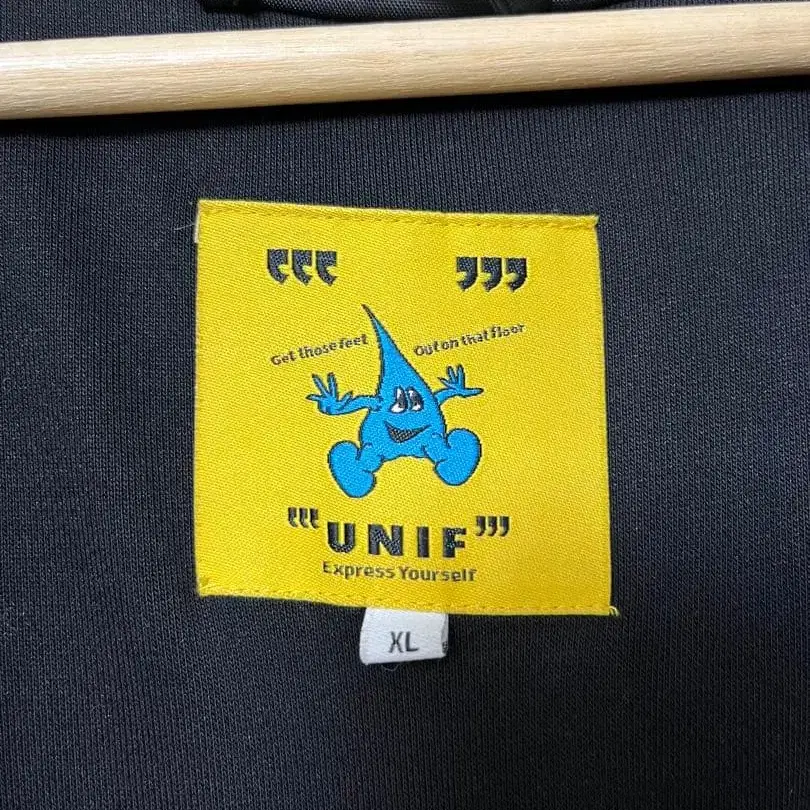 Get those feet Out on that floor
"UNIF"
Express Yourself
XL